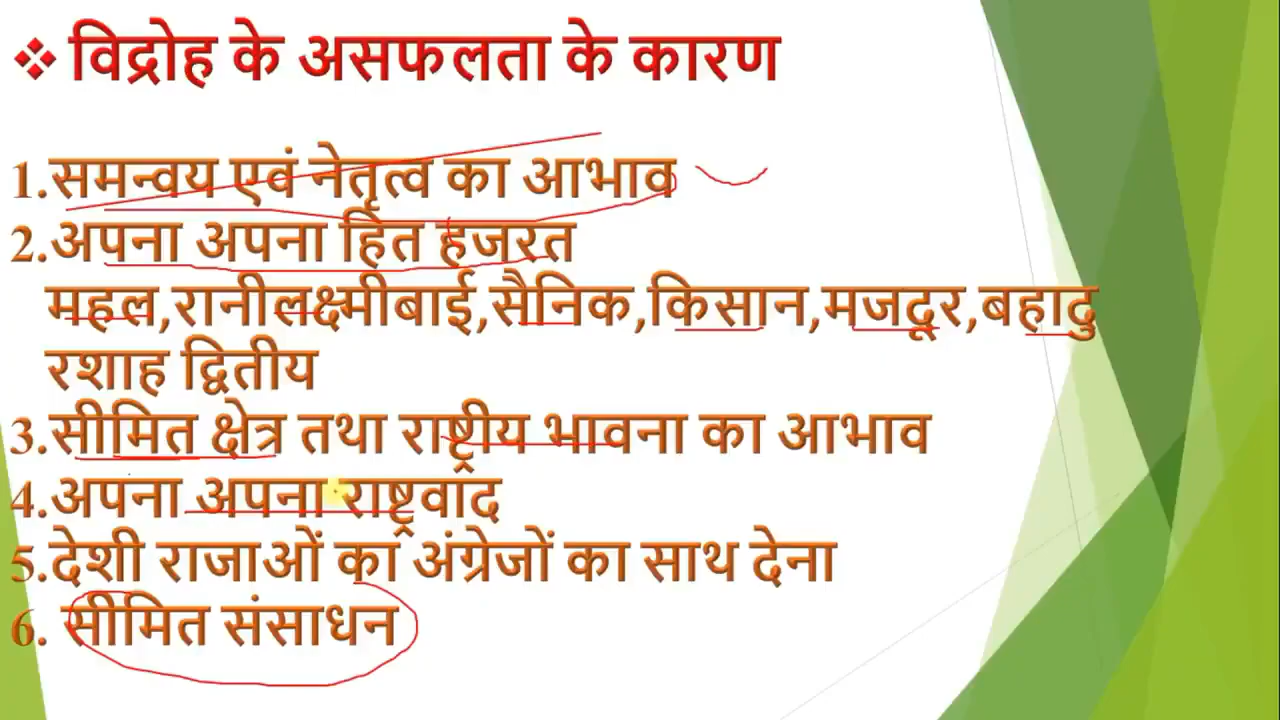 ❖ विद्रोह के असफलता के कारण
1.समन्वय एवं नेतृत्व का आभाव
2.अपना अपना हित हजरत
महल,रानीलक्ष्मीबाई,सैनिक,किसान,मजदूर,बहादु
रशाह द्वितीय
3.सीमित क्षेत्र तथा राष्ट्रीय भावना का आभाव
4.अपना अपना राष्ट्रवाद
5.देशी राजाओं का अंग्रेजों का साथ देना
6. सीमित संसाधन